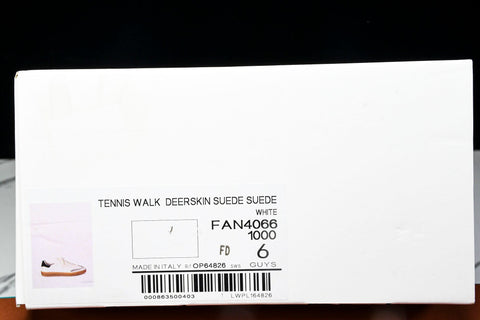 TENNIS WALK DEERSKIN SUEDE SUEDE
WHITE
FAN4066
1000
FD 6
MADE IN ITALY OP64826 GUYS
000863500403 LWPL164826